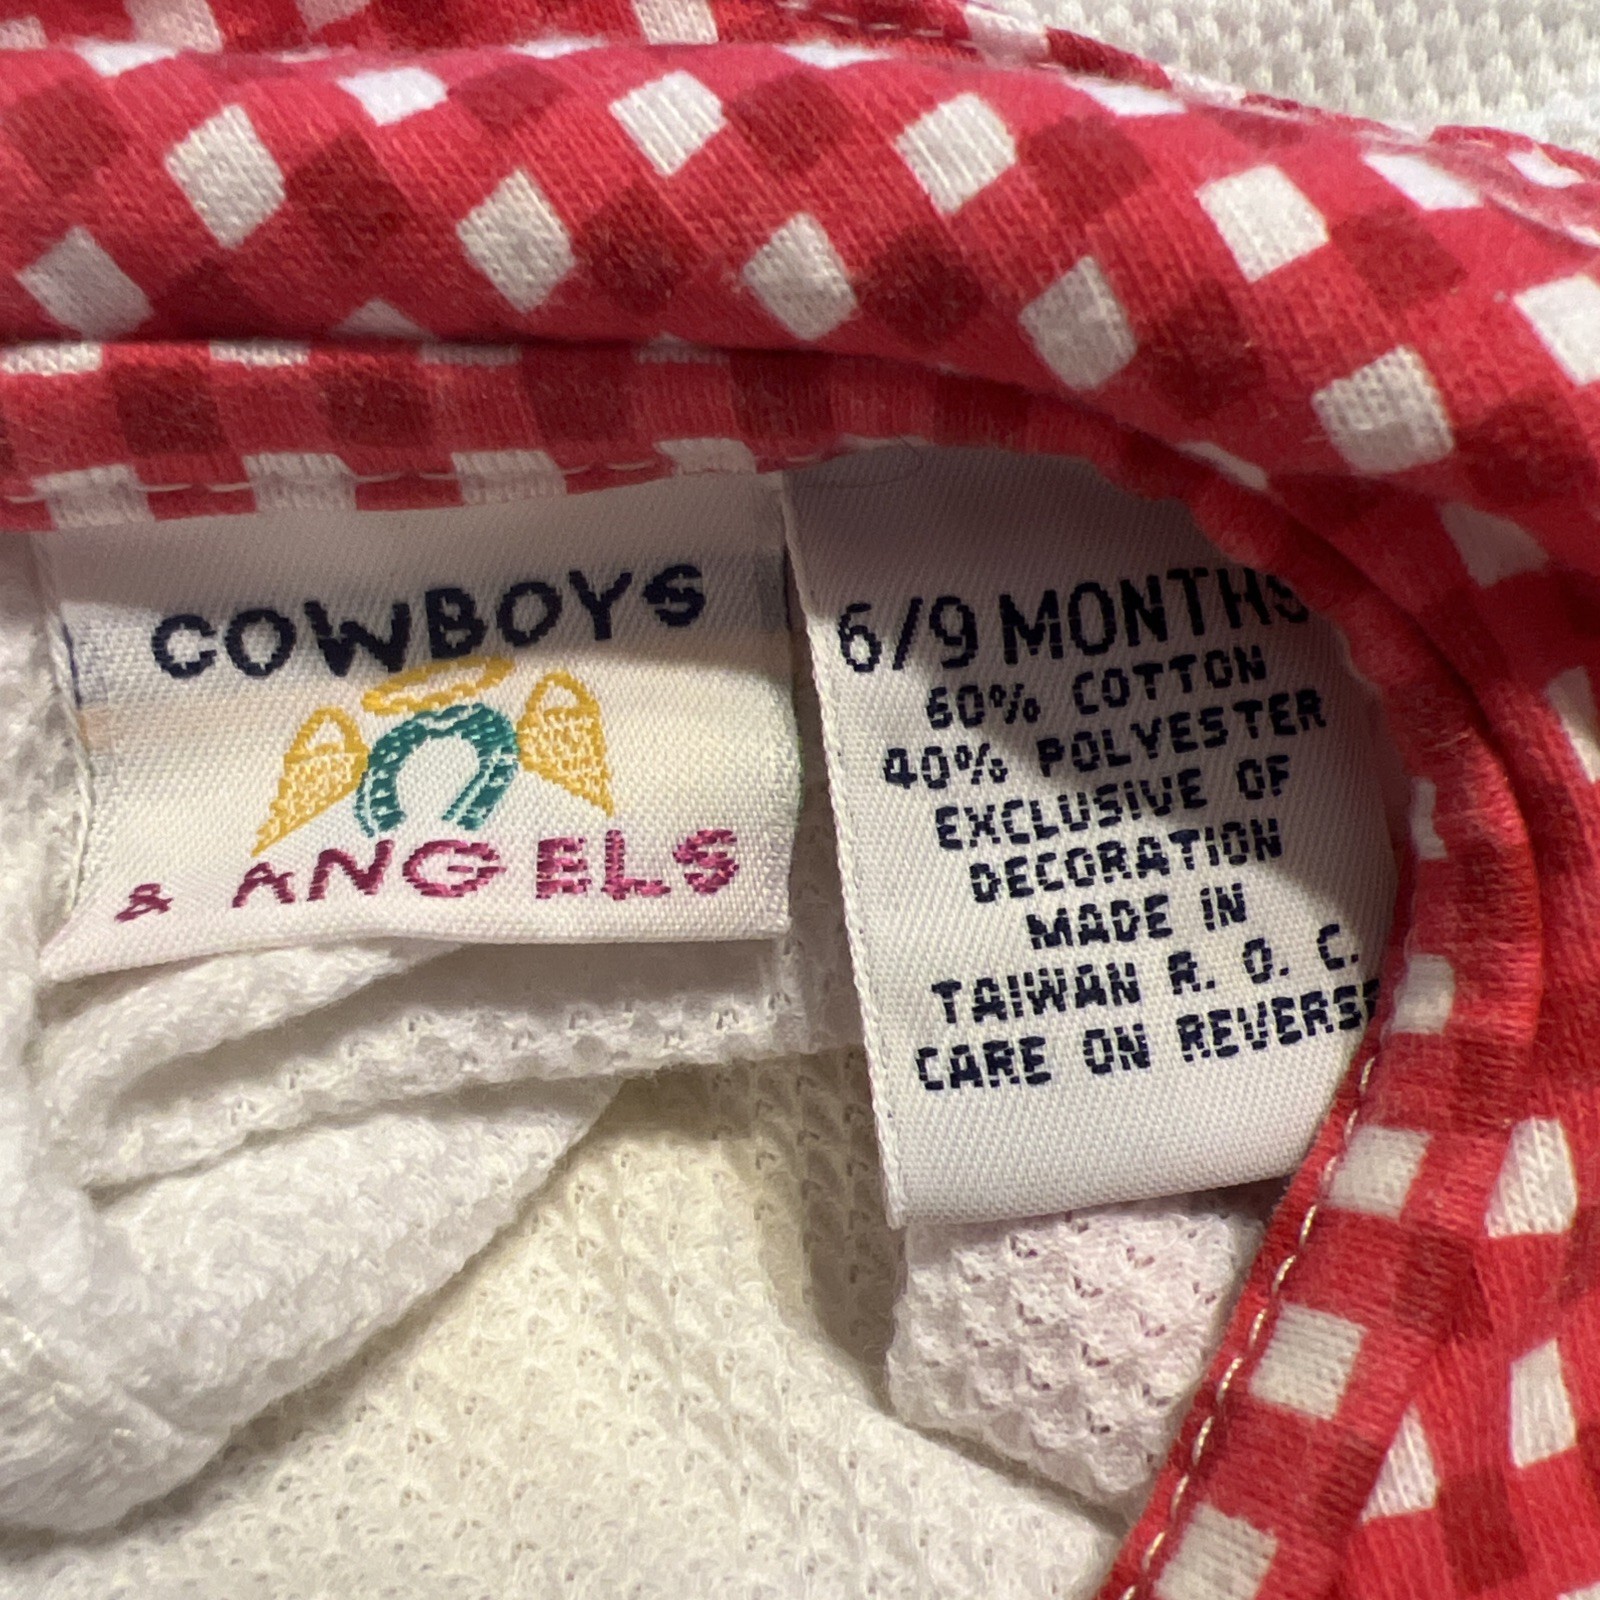 COWBOYS
& ANGELS
6/9 MONTHS
60% COTTON
40% POLYESTER
EXCLUSIVE OF
DECORATION
MADE IN
TAIWAN R. O. C.
CARE ON REVERSE